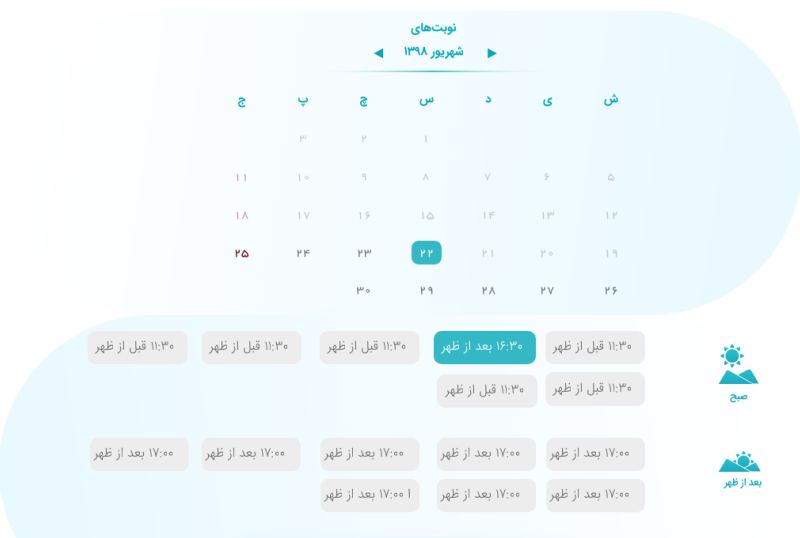 نوبت‌های
شهریور ۱۳۹۸
ش ی د س چ پ ج
۱ ۲ ۳
۵ ۶ ۷ ۸ ۹ ۱۰ ۱۱
۱۲ ۱۳ ۱۴ ۱۵ ۱۶ ۱۷ ۱۸
۱۹ ۲۰ ۲۱ ۲۲ ۲۳ ۲۴ ۲۵
۲۶ ۲۷ ۲۸ ۲۹ ۳۰
صبح
۱۱:۳۰ قبل از ظهر ۱۶:۳۰ بعد از ظهر ۱۱:۳۰ قبل از ظهر ۱۱:۳۰ قبل از ظهر ۱۱:۳۰ قبل از ظهر
۱۱:۳۰ قبل از ظهر ۱۱:۳۰ قبل از ظهر
بعد از ظهر
۱۷:۰۰ بعد از ظهر ۱۷:۰۰ بعد از ظهر ۱۷:۰۰ بعد از ظهر ۱۷:۰۰ بعد از ظهر ۱۷:۰۰ بعد از ظهر
۱۷:۰۰ بعد از ظهر ۱۷:۰۰ بعد از ظهر ا ۱۷:۰۰ بعد از ظهر